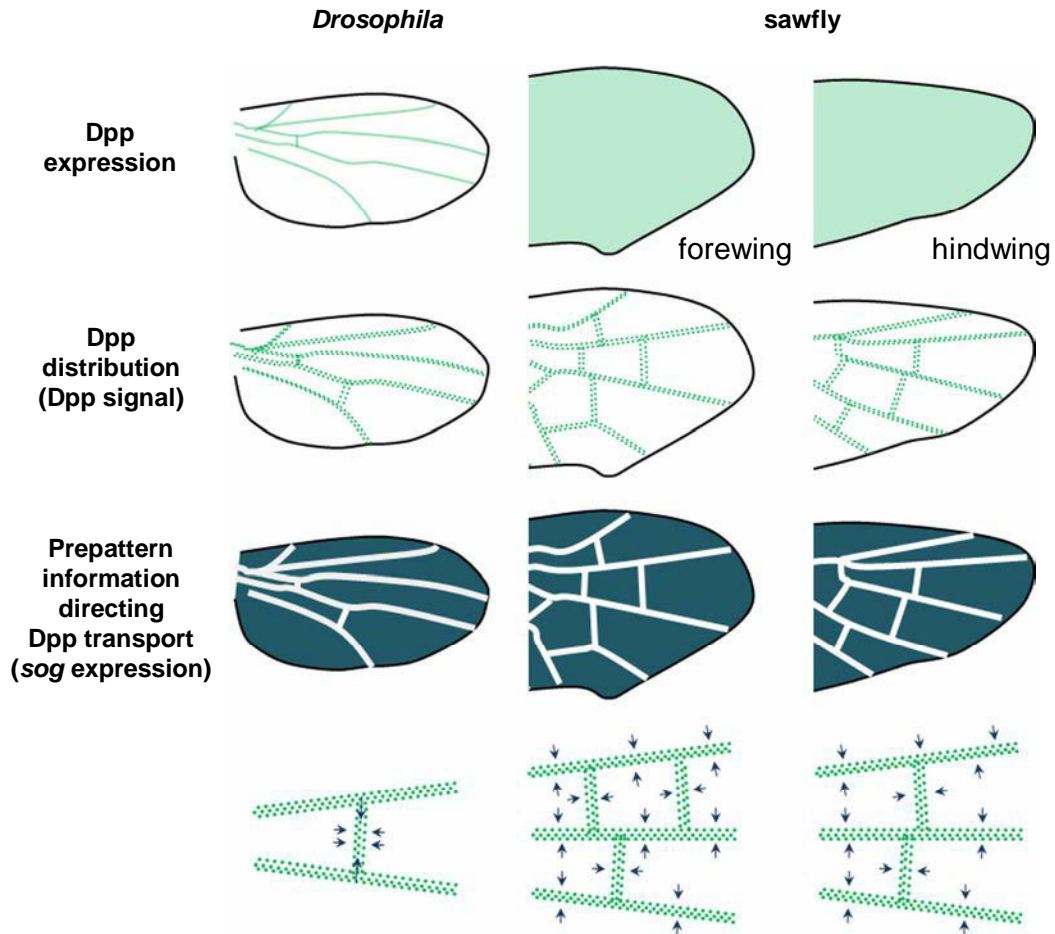 Drosophila
sawfly
Dpp
expression
forewing
hindwing
Dpp
distribution
(Dpp signal)
Prepattern
information
directing
Dpp transport
(sog expression)